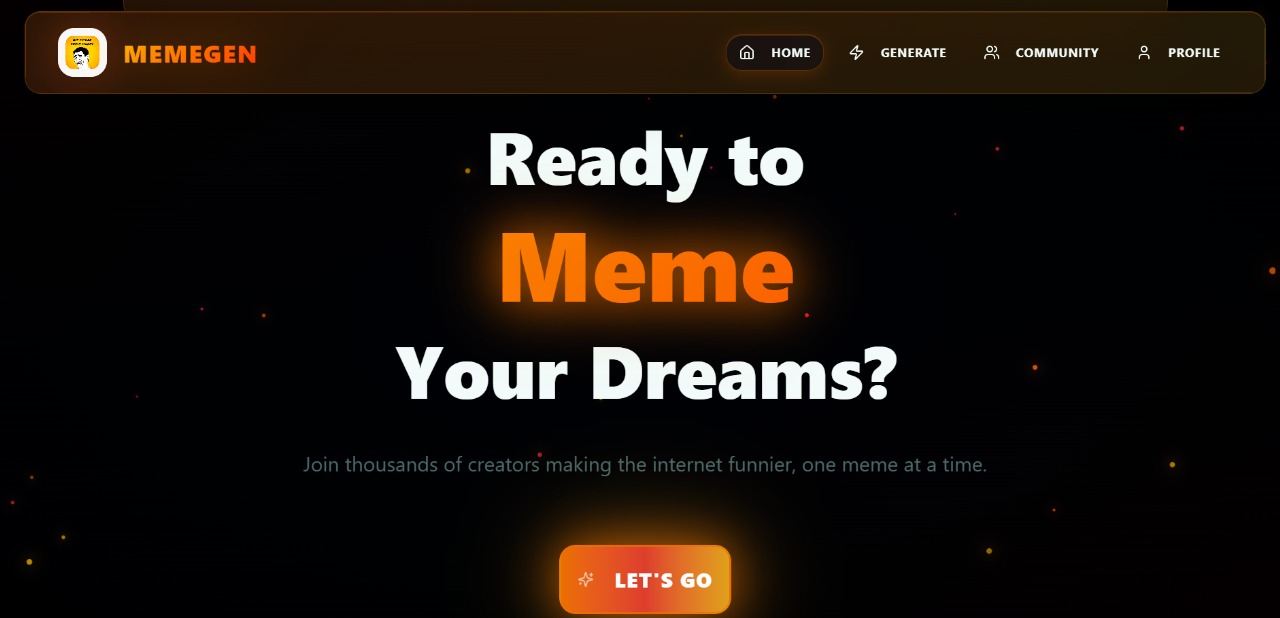 MEMEGEN
HOME
GENERATE
COMMUNITY
PROFILE
Ready to
Meme
Your Dreams?
Join thousands of creators making the internet funnier, one meme at a time.
LET'S GO